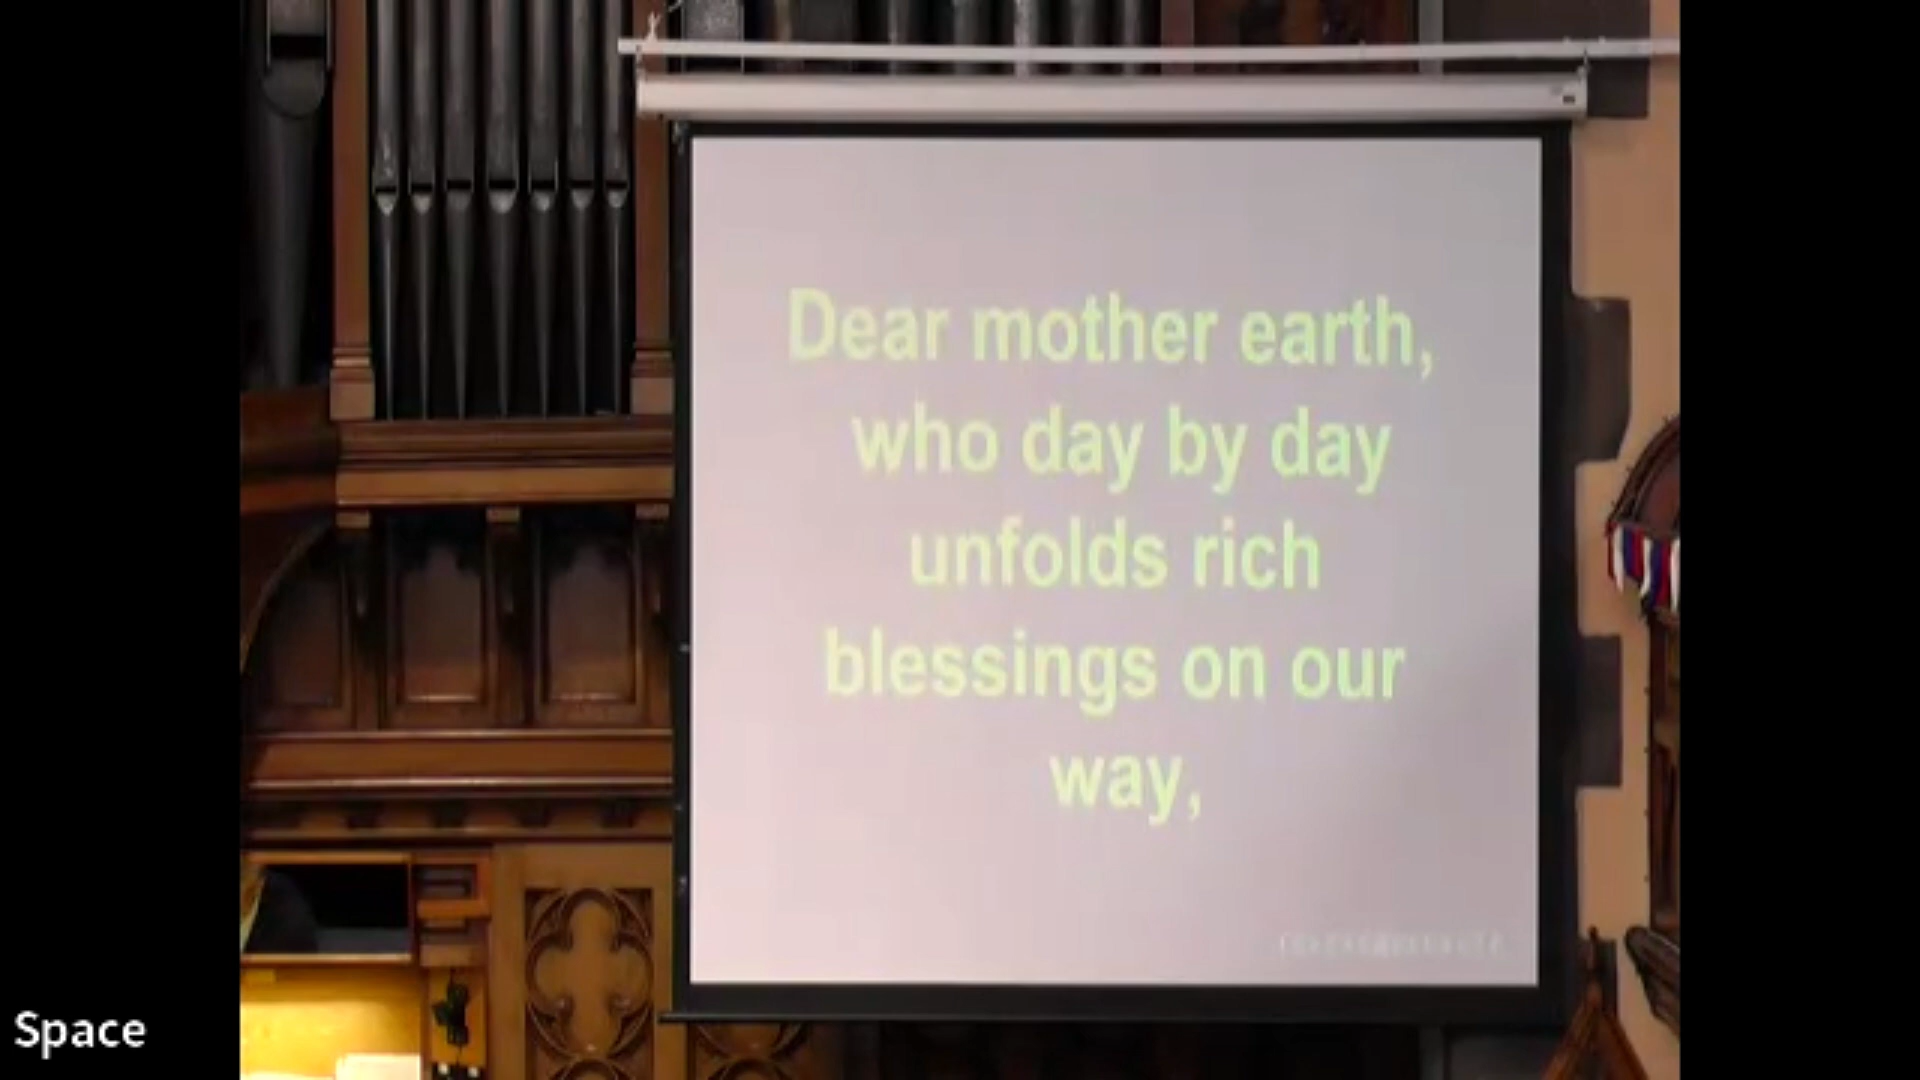 Dear mother earth,
who day by day
unfolds rich
blessings on our
way,
Space